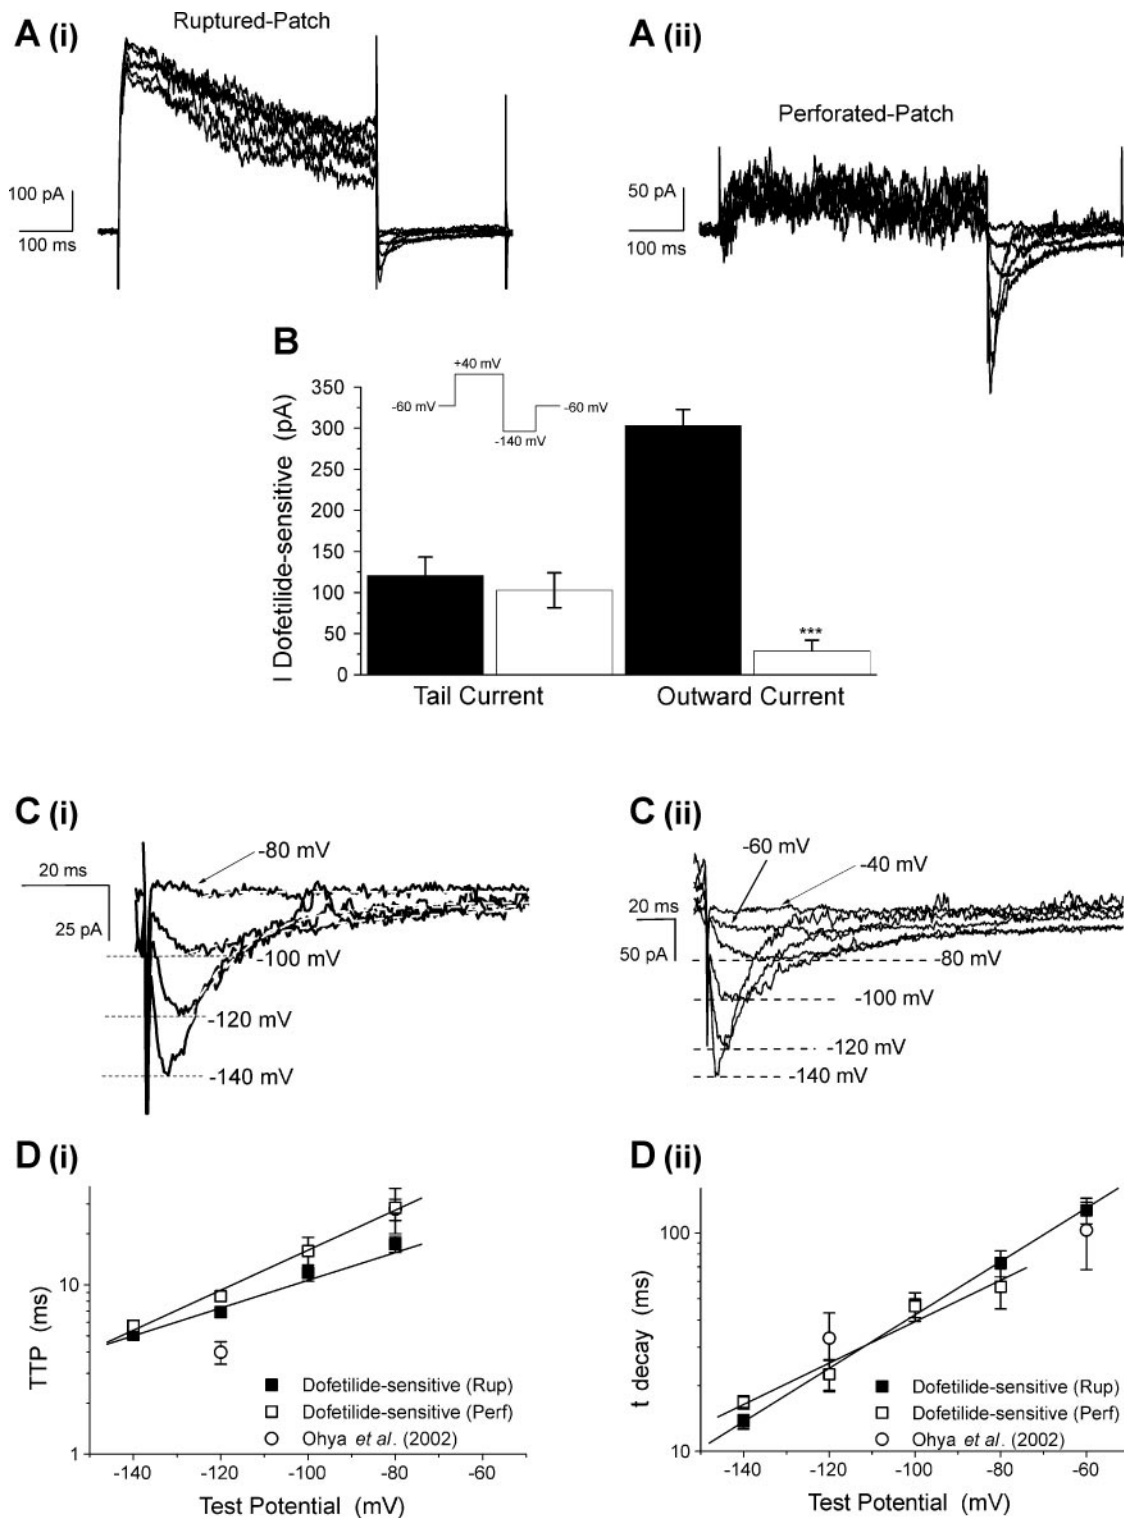 A (i)
Ruptured-Patch
100 pA
100 ms
A (ii)
Perforated-Patch
50 pA
100 ms
B
I Dofetilide-sensitive (pA)
350
300
250
200
150
100
50
0
+40 mV
-60 mV
-60 mV
-140 mV
***
Tail Current
Outward Current
C (i)
20 ms
25 pA
-80 mV
-100 mV
-120 mV
-140 mV
C (ii)
20 ms
50 pA
-60 mV
-40 mV
-80 mV
-100 mV
-120 mV
-140 mV
D (i)
TTP (ms)
10
1
Dofetilide-sensitive (Rup)
Dofetilide-sensitive (Perf)
Ohya et al. (2002)
-140
-120
-100
-80
-60
Test Potential (mV)
D (ii)
t decay (ms)
100
10
Dofetilide-sensitive (Rup)
Dofetilide-sensitive (Perf)
Ohya et al. (2002)
-140
-120
-100
-80
-60
Test Potential (mV)